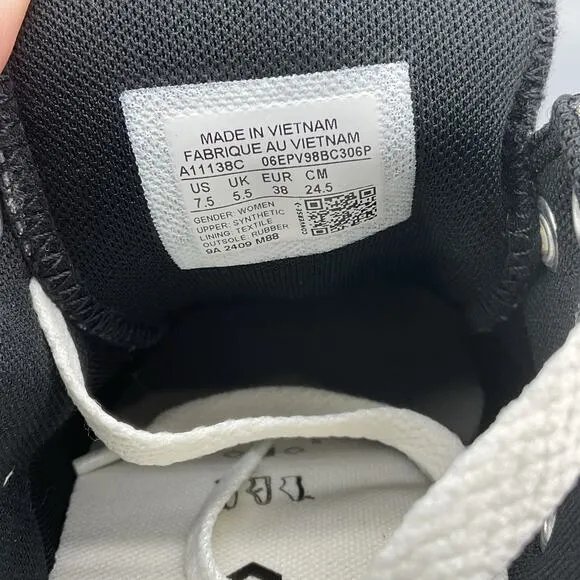 MADE IN VIETNAM
FABRIQUE AU VIETNAM
A11138C 06EPV98BC306P
US UK EUR CM
7.5 5.5 38 24.5
GENDER: WOMEN
UPPER: SYNTHETIC
LINING: TEXTILE
OUTSOLE: RUBBER
9A 2409 M88
CONVERSE